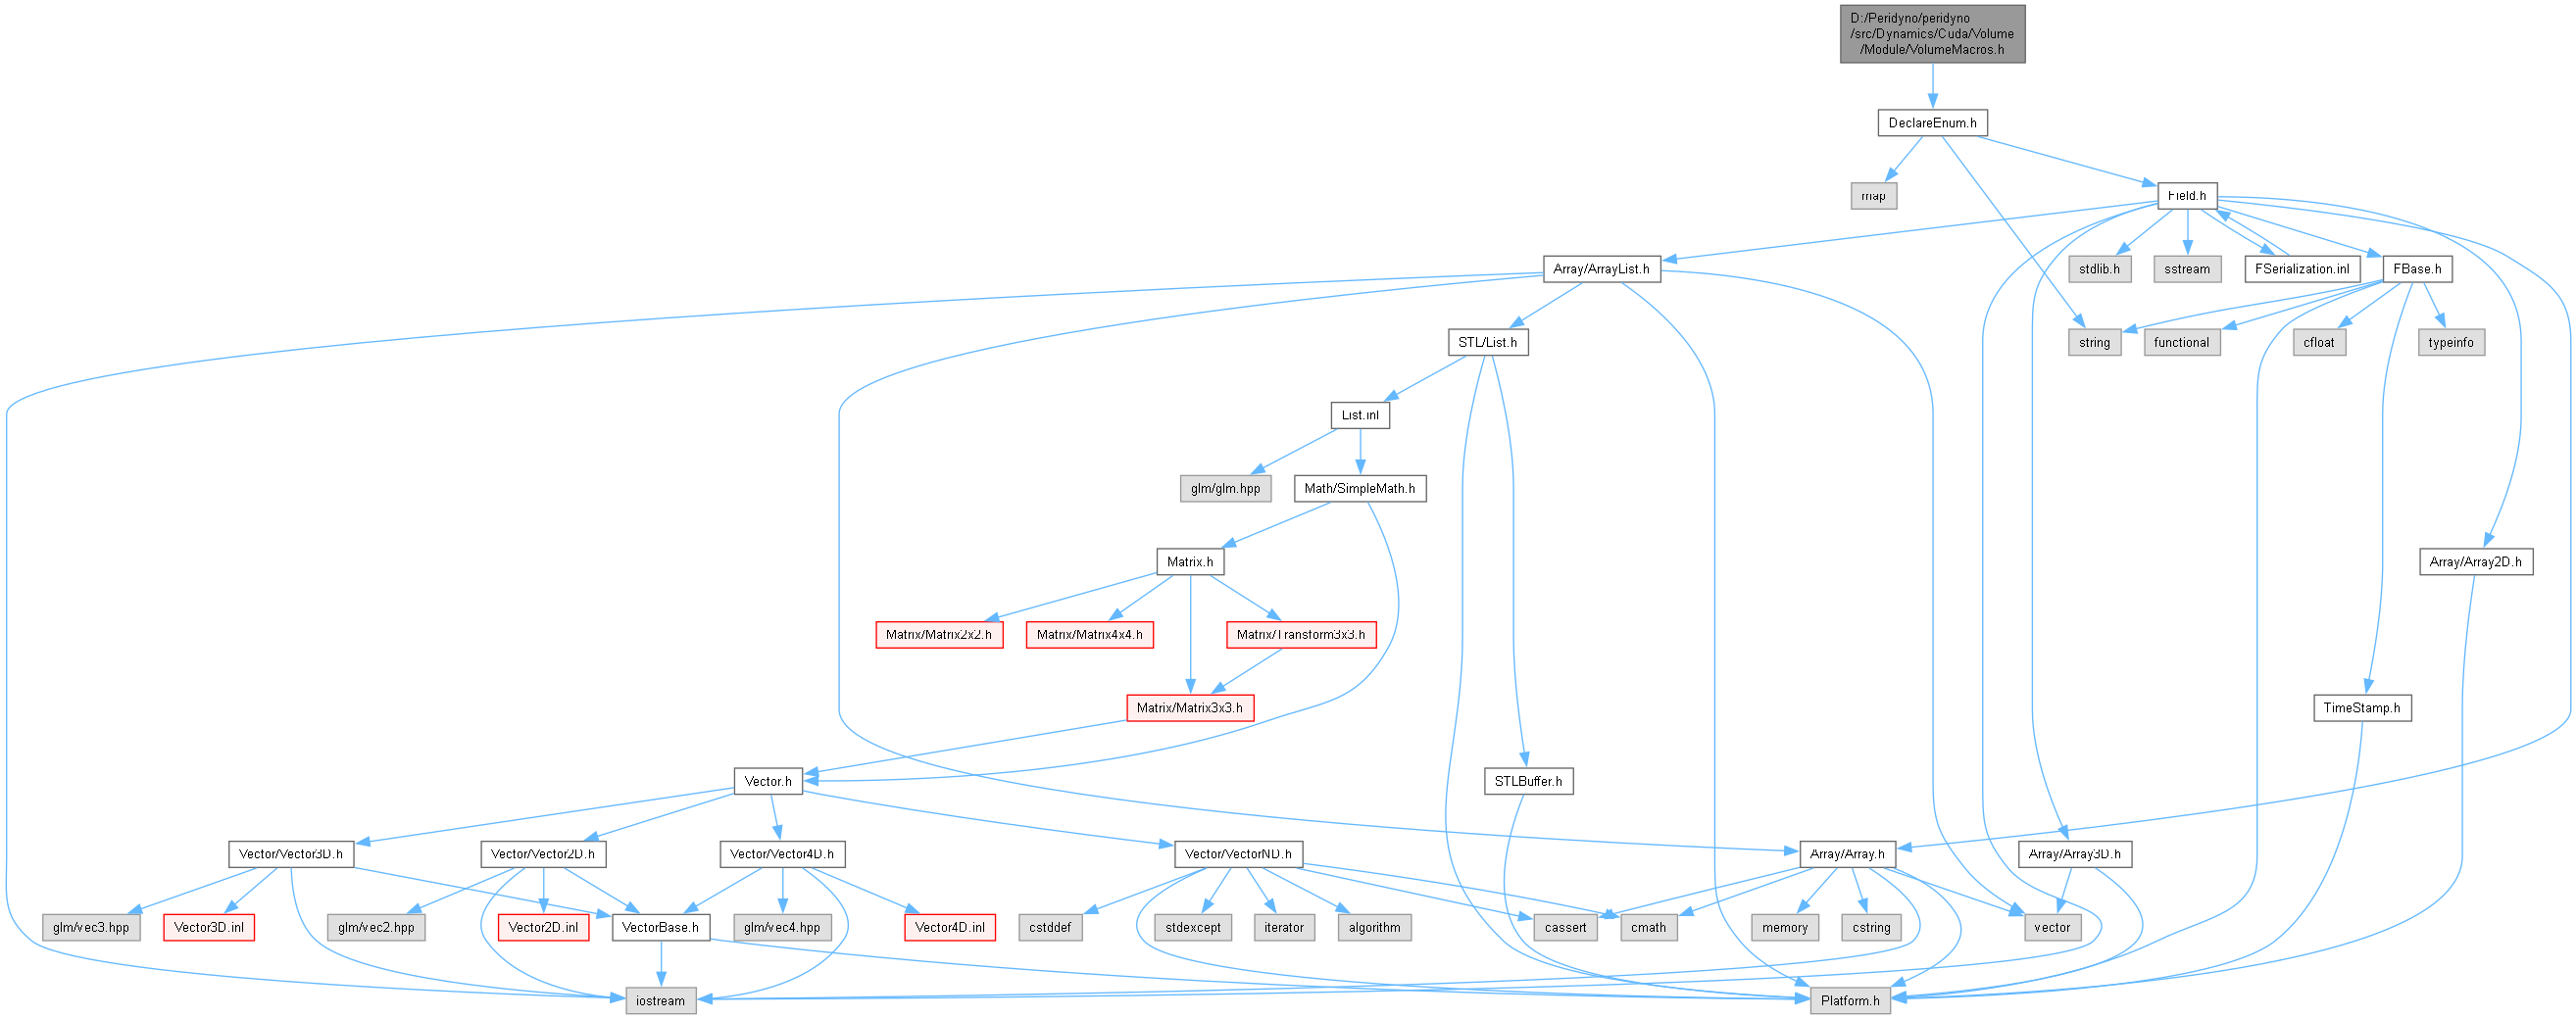 D:/Peridyno/peridyno
/src/Dynamics/Cuda/Volume
/Module/VolumeMacros.h
DeclareEnum.h
map
Field.h
Array/ArrayList.h
stdlib.h
sstream
FSerialization.inl
FBase.h
STL/List.h
string
functional
cfloat
typeinfo
List.inl
glm/glm.hpp
Math/SimpleMath.h
Matrix.h
Array/Array2D.h
Matrix/Matrix2x2.h
Matrix/Matrix4x4.h
Matrix/Transform3x3.h
Matrix/Matrix3x3.h
TimeStamp.h
Vector.h
STLBuffer.h
Vector/Vector3D.h
Vector/Vector2D.h
Vector/Vector4D.h
Vector/VectorND.h
Array/Array.h
Array/Array3D.h
glm/vec3.hpp
Vector3D.inl
glm/vec2.hpp
Vector2D.inl
VectorBase.h
glm/vec4.hpp
Vector4D.inl
cstddef
stdexcept
iterator
algorithm
cassert
cmath
memory
cstring
vector
iostream
Platform.h